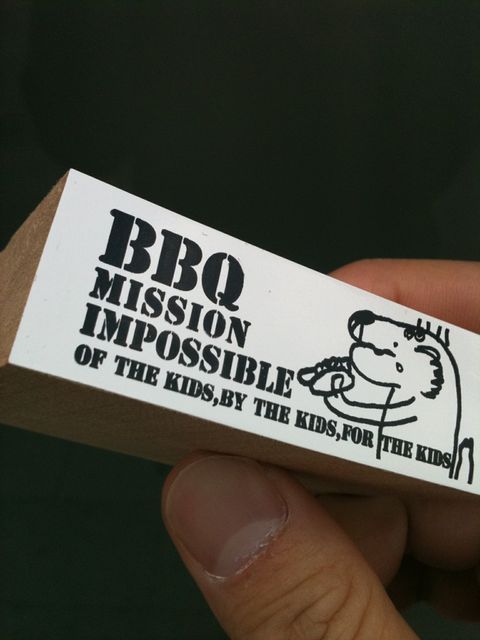 BBQ
MISSION
IMPOSSIBLE
OF THE KIDS,BY THE KIDS,FOR THE KIDS